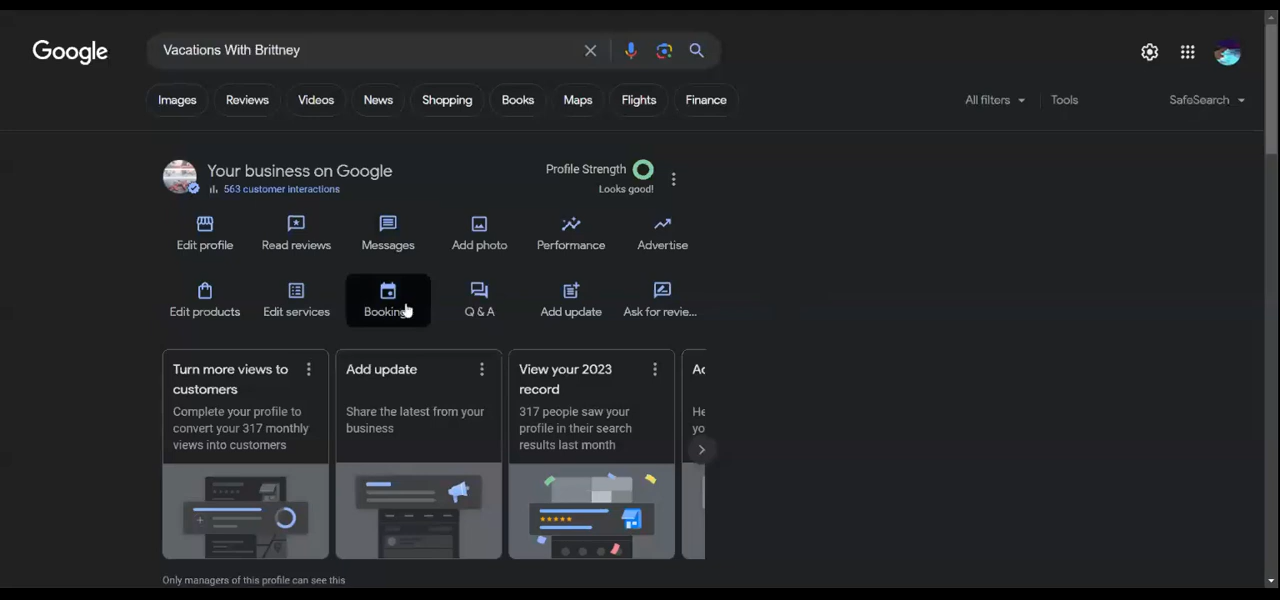 Google
Vacations With Brittney
Images Reviews Videos News Shopping Books Maps Flights Finance
All filters Tools SafeSearch
Your business on Google
563 customer interactions
Profile Strength
Looks good!
Edit profile Read reviews Messages Add photo Performance Advertise
Edit products Edit services Booking Q & A Add update Ask for revie...
Turn more views to
customers
Complete your profile to
convert your 317 monthly
views into customers
Add update
Share the latest from your
business
View your 2023
record
317 people saw your
profile in their search
results last month
Only managers of this profile can see this